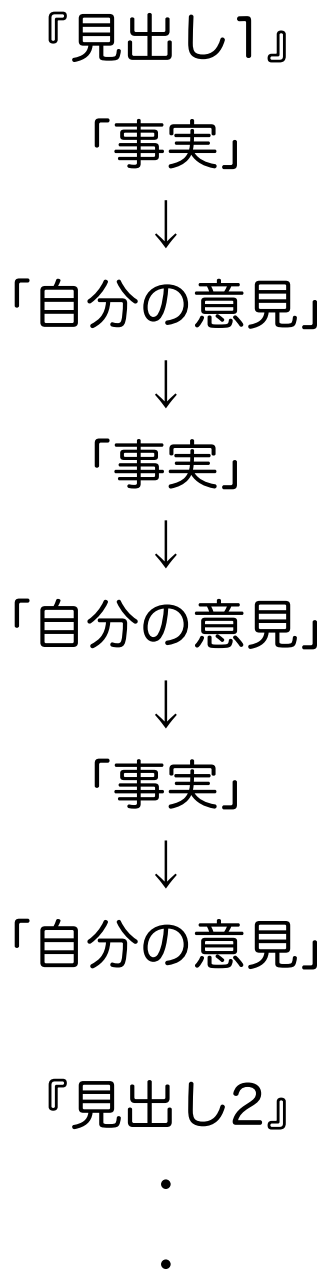 『見出し1』
「事実」
↓
「自分の意見」
↓
「事実」
↓
「自分の意見」
↓
「事実」
↓
「自分の意見」
『見出し2』
・
・